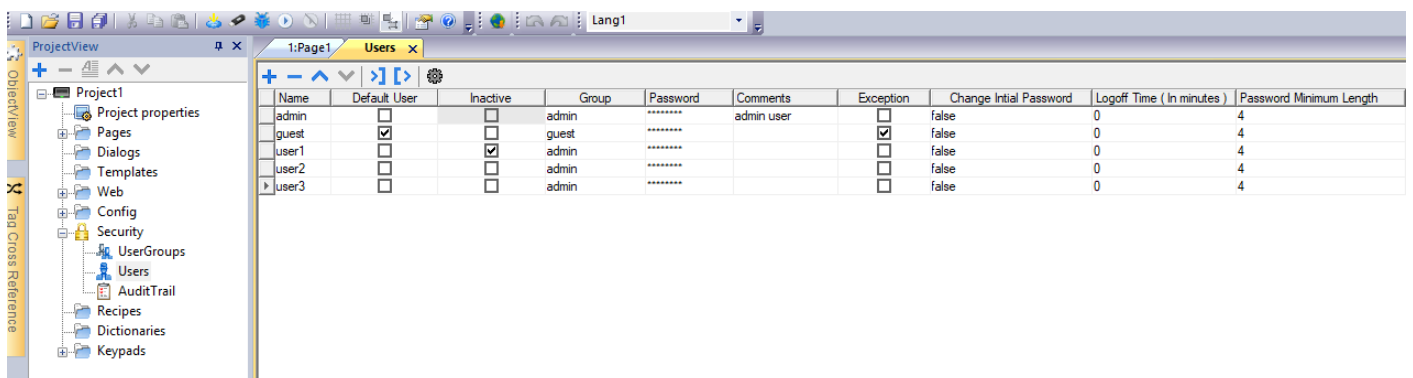 Lang1
ProjectView
1:Page1 Users
ObjectView
Tag Cross Reference
Project1
Project properties
Pages
Dialogs
Templates
Web
Config
Security
UserGroups
Users
AuditTrail
Recipes
Dictionaries
Keypads
Name Default User Inactive Group Password Comments Exception Change Intial Password Logoff Time ( In minutes ) Password Minimum Length
admin admin ******** admin user false 0 4
guest guest ******** false 0 4
user1 admin ******** false 0 4
user2 admin ******** false 0 4
user3 admin ******** false 0 4